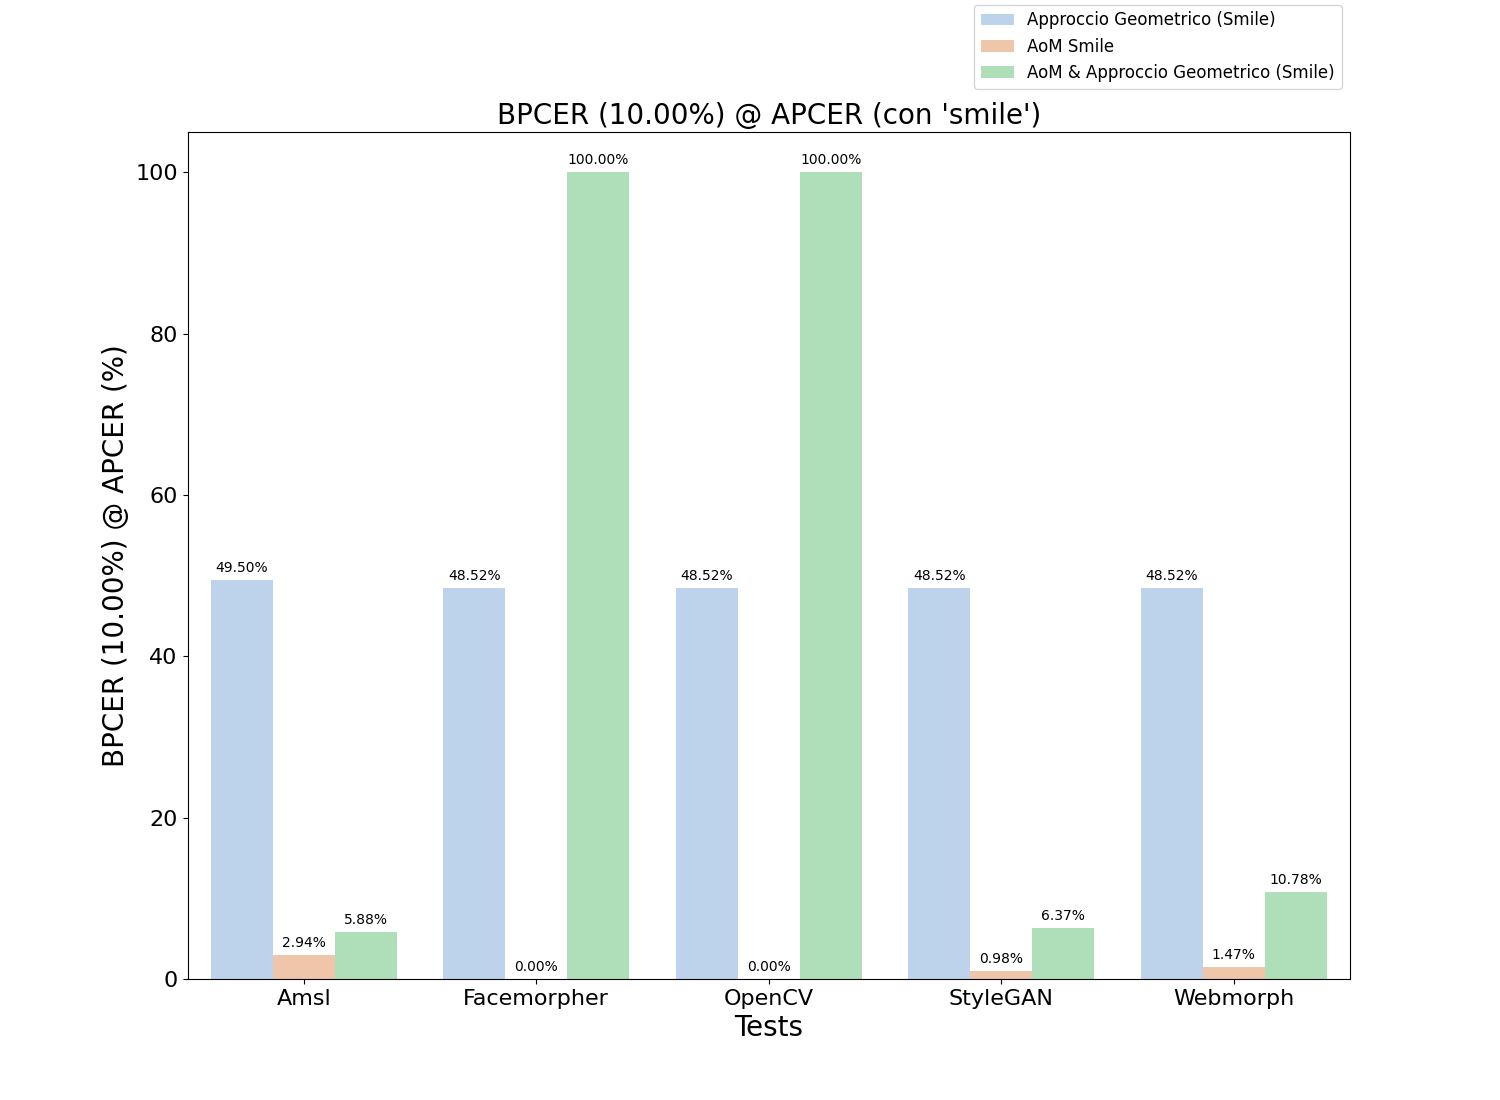 Approccio Geometrico (Smile)
AoM Smile
AoM & Approccio Geometrico (Smile)
BPCER (10.00%) @ APCER (con 'smile')
BPCER (10.00%) @ APCER (%)
100
80
60
40
20
0
49.50%
2.94%
5.88%
48.52%
0.00%
100.00%
48.52%
0.00%
100.00%
48.52%
0.98%
6.37%
48.52%
1.47%
10.78%
Amsl
Facemorpher
OpenCV
StyleGAN
Webmorph
Tests